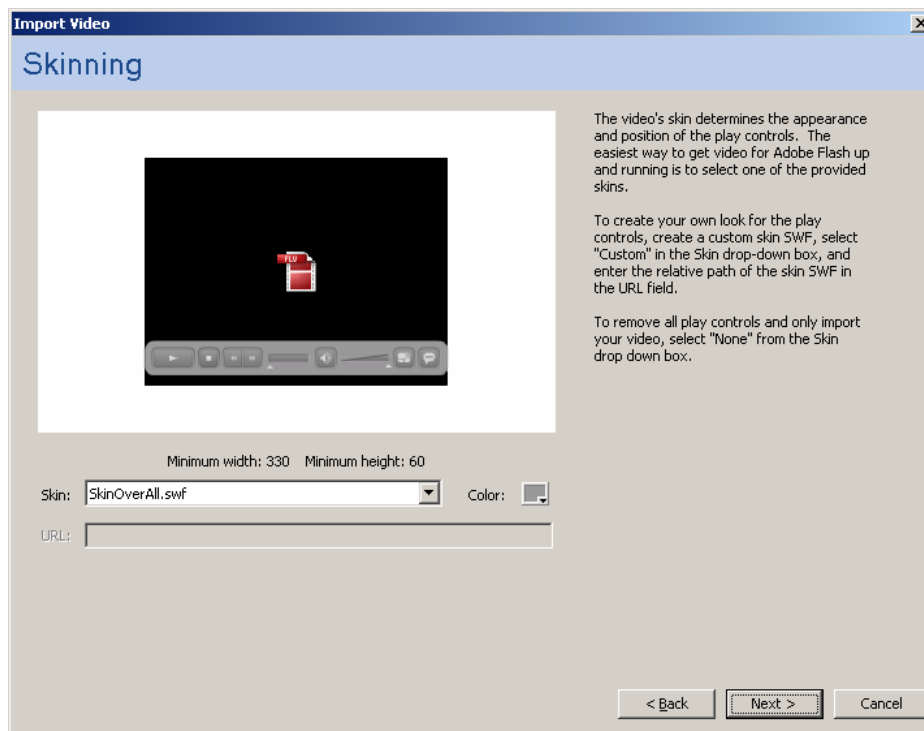 Import Video
Skinning
The video's skin determines the appearance
and position of the play controls.  The
easiest way to get video for Adobe Flash up
and running is to select one of the provided
skins.
To create your own look for the play
controls, create a custom skin SWF, select
"Custom" in the Skin drop-down box, and
enter the relative path of the skin SWF in
the URL field.
To remove all play controls and only import
your video, select "None" from the Skin
drop down box.
FLV
Minimum width: 330   Minimum height: 60
Skin: SkinOverAll.swf Color:
URL:
< Back Next > Cancel